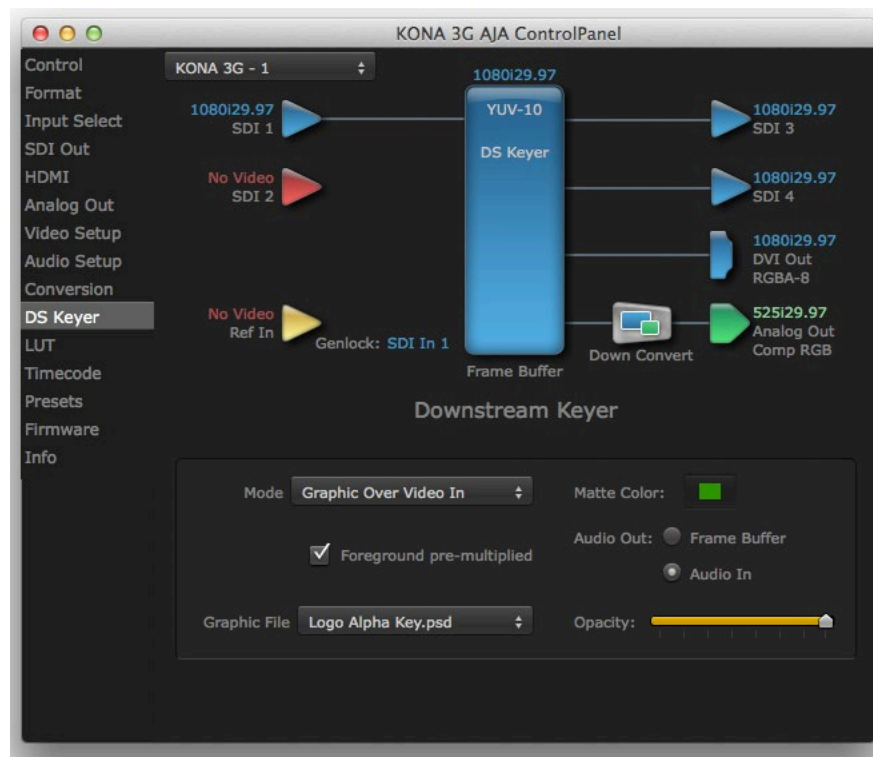 KONA 3G AJA ControlPanel
Control
Format
Input Select
SDI Out
HDMI
Analog Out
Video Setup
Audio Setup
Conversion
DS Keyer
LUT
Timecode
Presets
Firmware
Info
KONA 3G - 1
1080i29.97
1080i29.97
SDI 1
No Video
SDI 2
No Video
Ref In
Genlock: SDI In 1
YUV-10
DS Keyer
Frame Buffer
1080i29.97
SDI 3
1080i29.97
SDI 4
1080i29.97
DVI Out
RGBA-8
Down Convert
525i29.97
Analog Out
Comp RGB
Downstream Keyer
Mode Graphic Over Video In
Matte Color:
Foreground pre-multiplied
Audio Out: Frame Buffer
Audio In
Graphic File Logo Alpha Key.psd
Opacity: